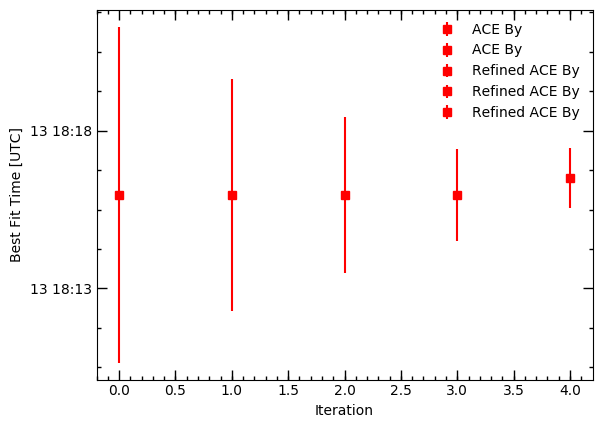 ACE By
ACE By
Refined ACE By
Refined ACE By
Refined ACE By
Best Fit Time [UTC]
13 18:18
13 18:13
0.0 0.5 1.0 1.5 2.0 2.5 3.0 3.5 4.0
Iteration